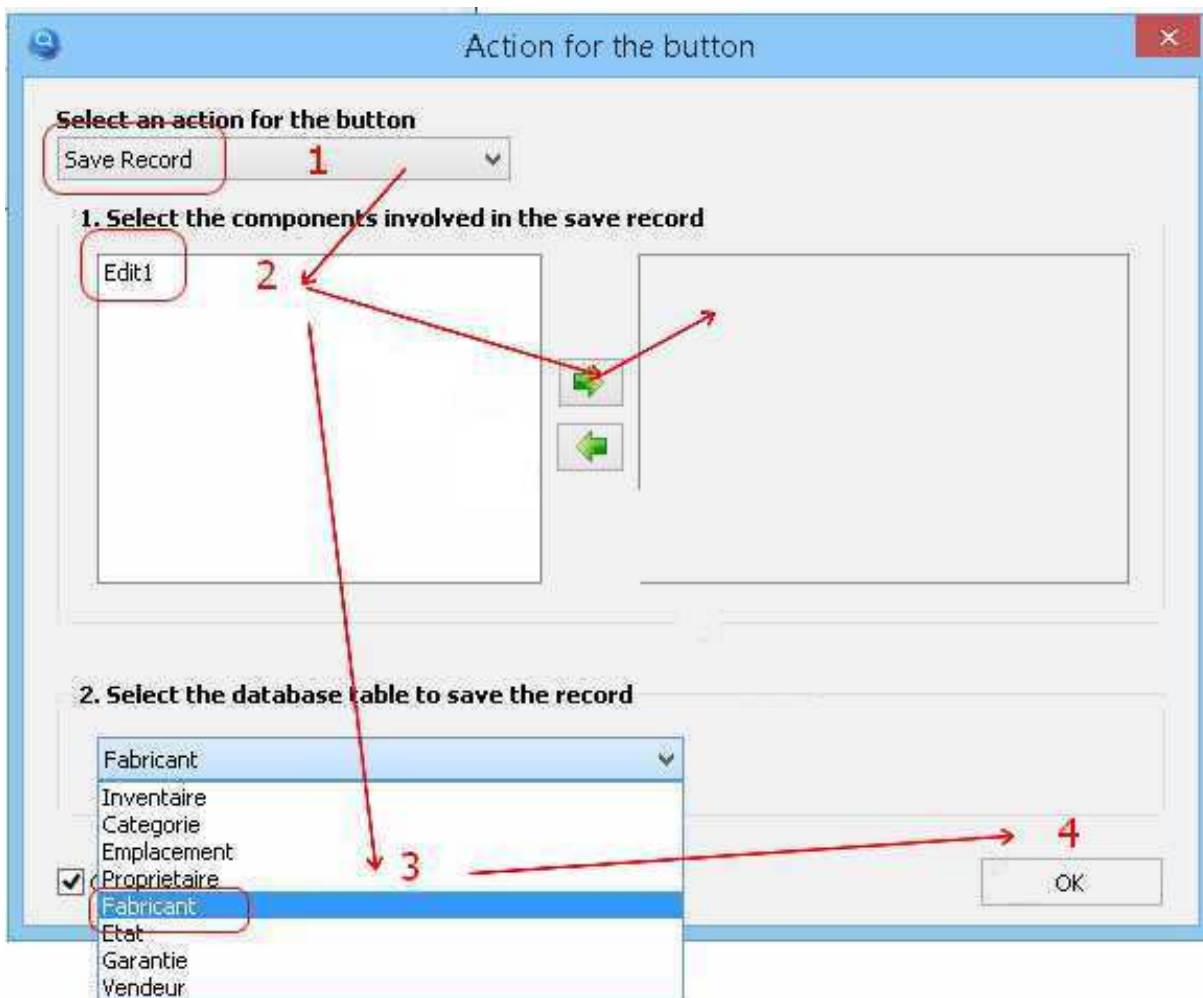 Action for the button
Select an action for the button
Save Record
1
1. Select the components involved in the save record
Edit1
2
2. Select the database table to save the record
Fabricant
Inventaire
Categorie
Emplacement
Proprietaire
Fabricant
Etat
Garantie
Vendeur
3
4
OK